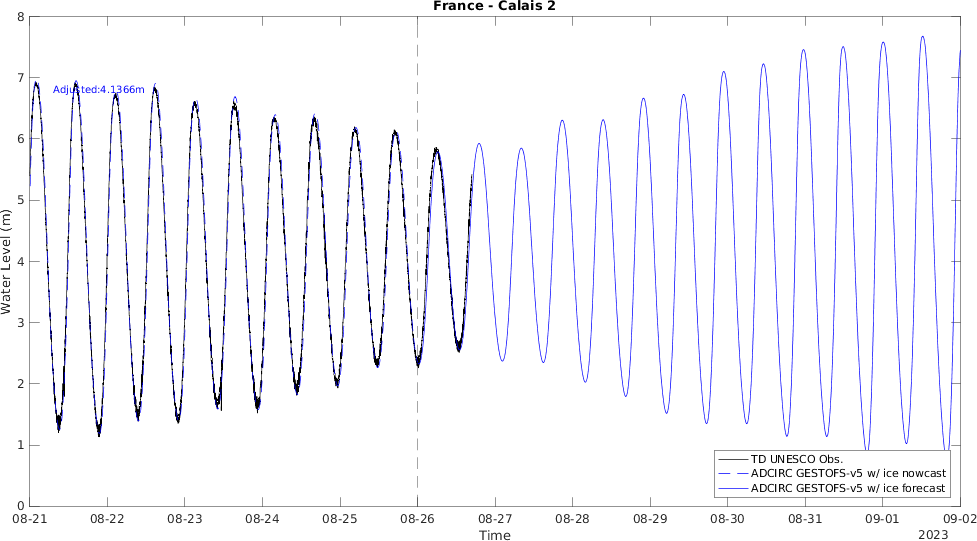 France - Calais 2
8
7
6
5
4
3
2
1
0
Water Level (m)
Adjusted:4.1366m
TD UNESCO Obs.
ADCIRC GESTOFS-v5 w/ ice nowcast
ADCIRC GESTOFS-v5 w/ ice forecast
08-21 08-22 08-23 08-24 08-25 08-26 08-27 08-28 08-29 08-30 08-31 09-01 09-02
Time
2023